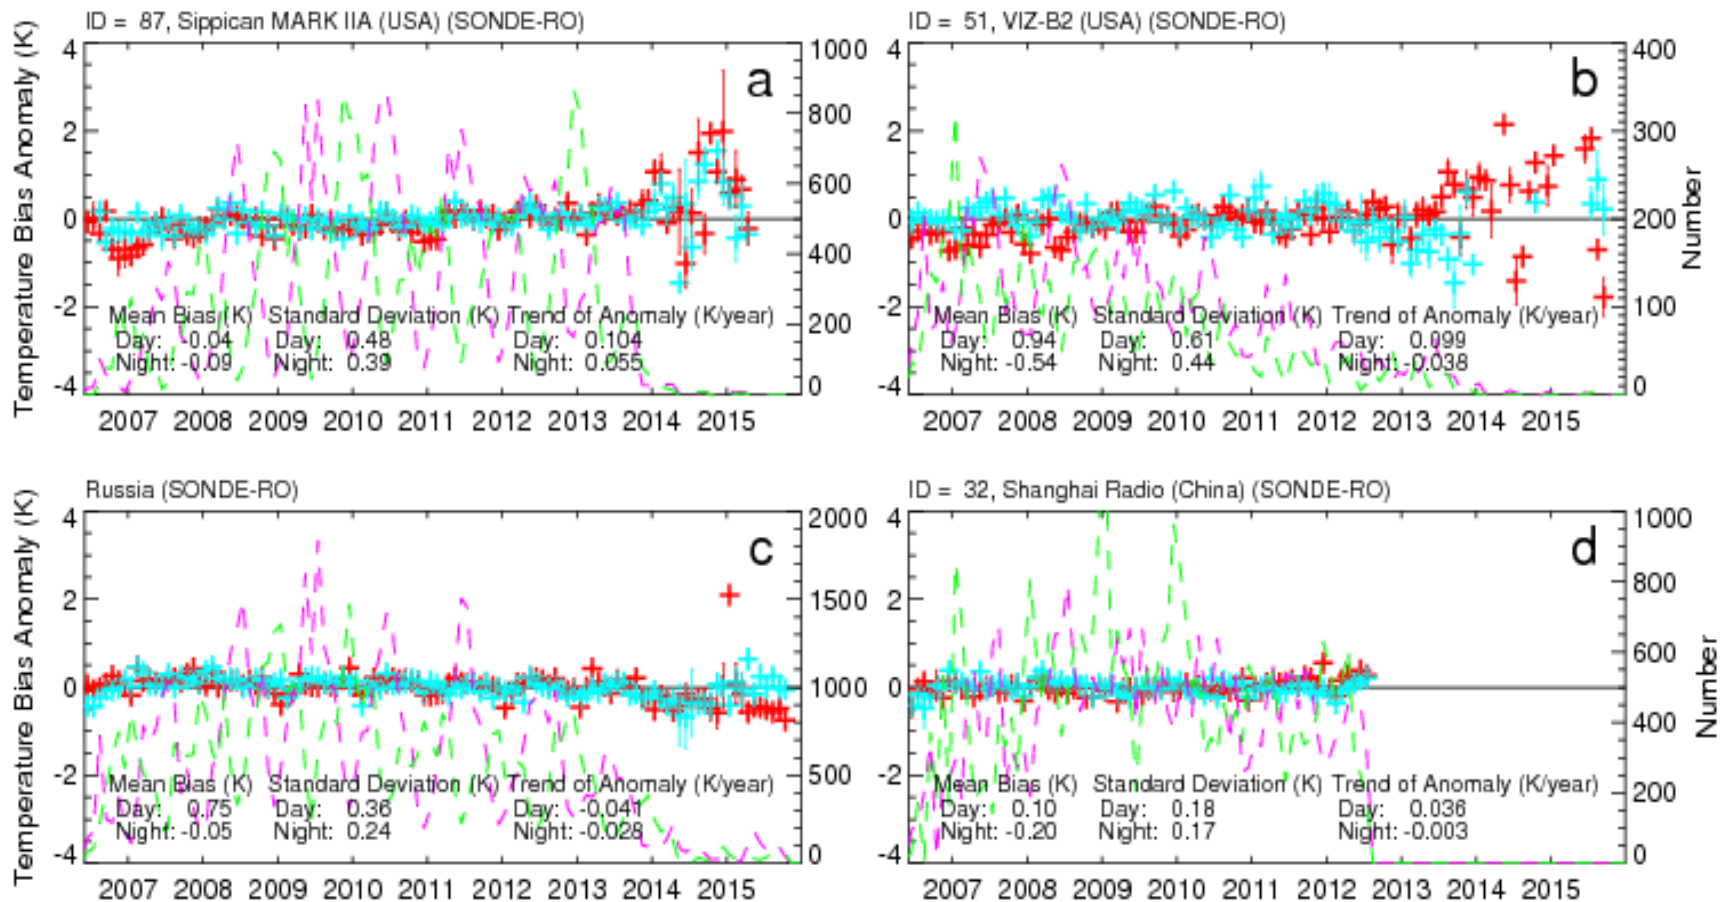 ID = 87, Sippican MARK IIA (USA) (SONDE-RO)
Temperature Bias Anomaly (K)
4
2
0
-2
-4
a
1000
800
600
400
200
0
Mean Bias (K) Standard Deviation (K) Trend of Anomaly (K/year)
Day: -0.04 Day: 0.48 Day: 0.104
Night: -0.09 Night: 0.39 Night: 0.055
2007 2008 2009 2010 2011 2012 2013 2014 2015
ID = 51, VIZ-B2 (USA) (SONDE-RO)
4
2
0
-2
-4
b
400
300
200
100
0
Number
Mean Bias (K) Standard Deviation (K) Trend of Anomaly (K/year)
Day: 0.94 Day: 0.61 Day: 0.099
Night: -0.54 Night: 0.44 Night: -0.038
2007 2008 2009 2010 2011 2012 2013 2014 2015
Russia (SONDE-RO)
Temperature Bias Anomaly (K)
4
2
0
-2
-4
c
2000
1500
1000
500
0
Mean Bias (K) Standard Deviation (K) Trend of Anomaly (K/year)
Day: 0.75 Day: 0.36 Day: -0.041
Night: -0.05 Night: 0.24 Night: -0.028
2007 2008 2009 2010 2011 2012 2013 2014 2015
ID = 32, Shanghai Radio (China) (SONDE-RO)
4
2
0
-2
-4
d
1000
800
600
400
200
0
Number
Mean Bias (K) Standard Deviation (K) Trend of Anomaly (K/year)
Day: 0.10 Day: 0.18 Day: 0.036
Night: -0.20 Night: 0.17 Night: -0.003
2007 2008 2009 2010 2011 2012 2013 2014 2015